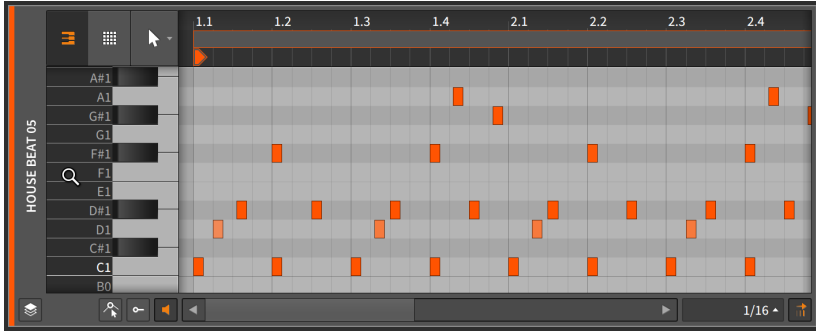 1.1 1.2 1.3 1.4 2.1 2.2 2.3 2.4
A#1
A1
G#1
G1
F#1
F1
E1
D#1
D1
C#1
C1
B0
HOUSE BEAT 05
1/16